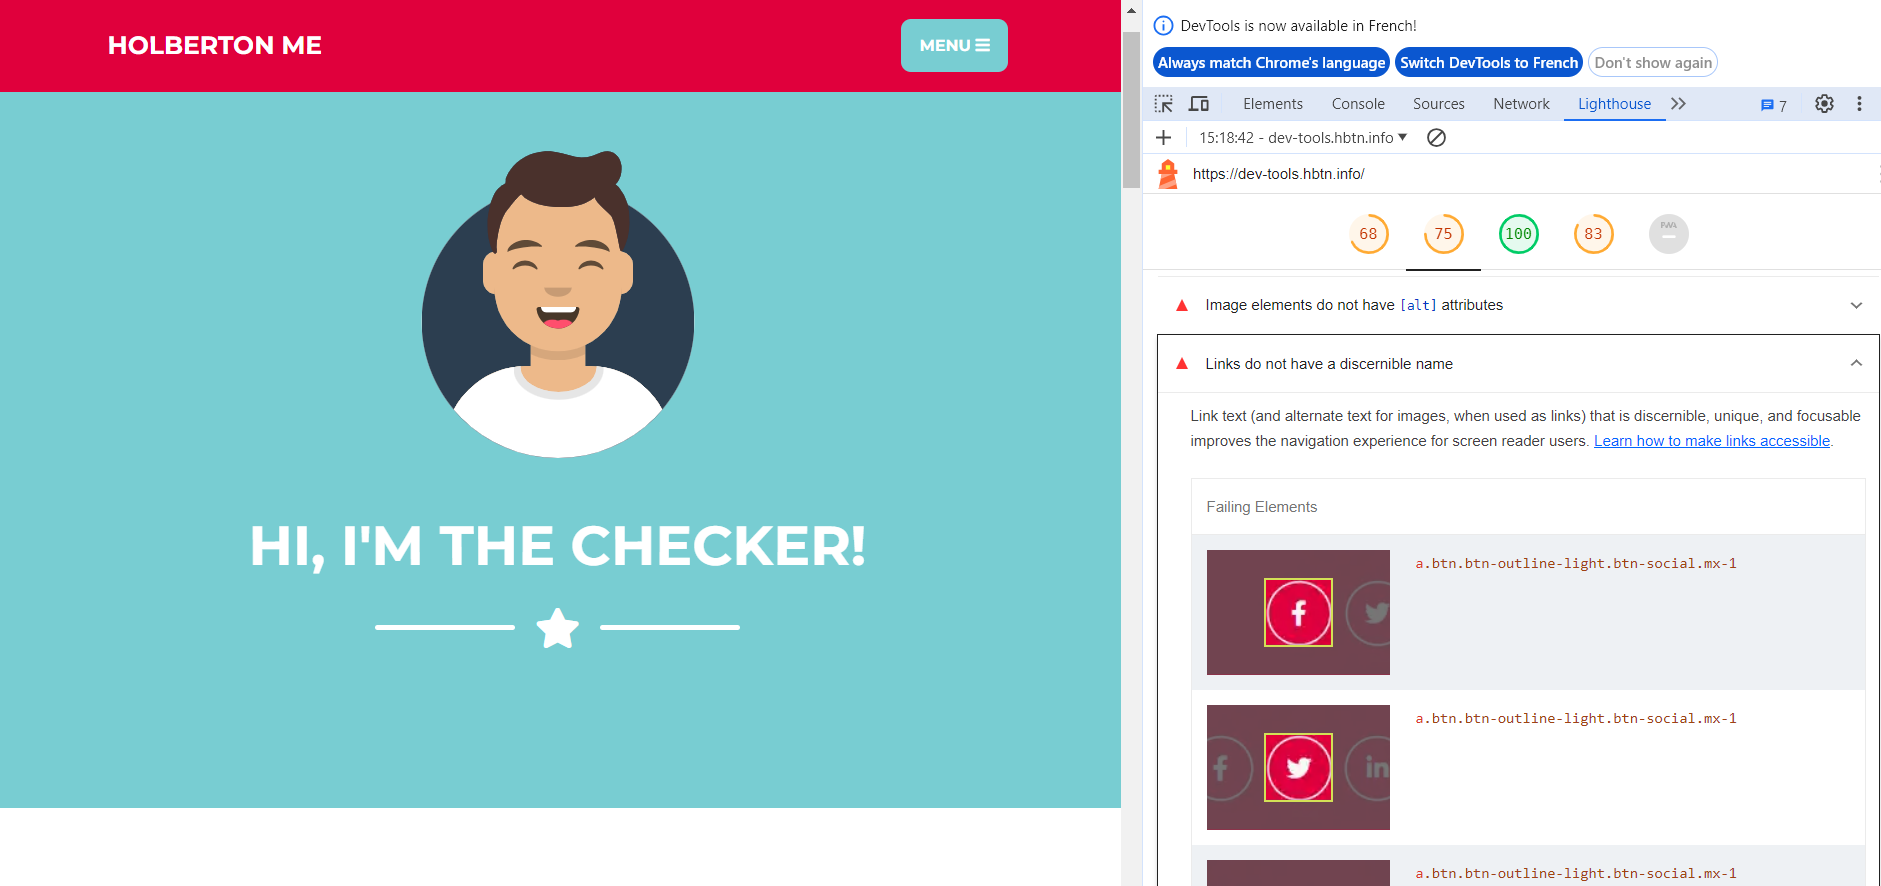 HOLBERTON ME
MENU
HI, I'M THE CHECKER!
DevTools is now available in French!
Always match Chrome's language
Switch DevTools to French
Don't show again
Elements
Console
Sources
Network
Lighthouse
7
15:18:42 - dev-tools.hbtn.info
https://dev-tools.hbtn.info/
68
75
100
83
PWA
Image elements do not have [alt] attributes
Links do not have a discernible name
Link text (and alternate text for images, when used as links) that is discernible, unique, and focusable
improves the navigation experience for screen reader users. Learn how to make links accessible.
Failing Elements
a.btn.btn-outline-light.btn-social.mx-1
a.btn.btn-outline-light.btn-social.mx-1
in
a.btn.btn-outline-light.btn-social.mx-1